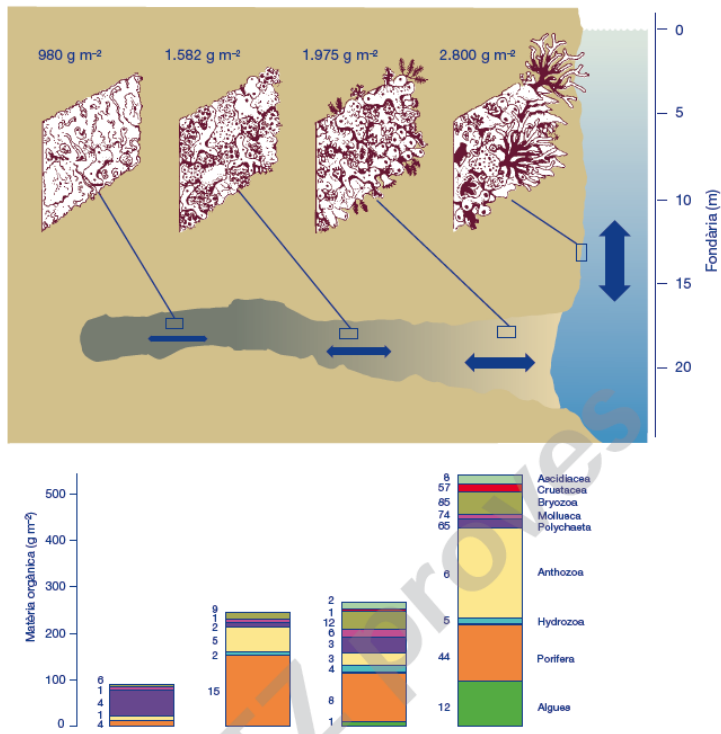 980 g m⁻²
1.582 g m⁻²
1.975 g m⁻²
2.800 g m⁻²
0
5
10
15
20
Fondària (m)
Matèria orgànica (g m⁻²)
500
400
300
200
100
0
6
1
4
1
4
9
1
2
5
2
15
2
1
12
6
3
3
4
8
1
8
57
85
74
65
6
5
44
12
Ascidiacea
Crustacea
Bryozoa
Mollusca
Polychaeta
Anthozoa
Hydrozoa
Porifera
Algues
proves